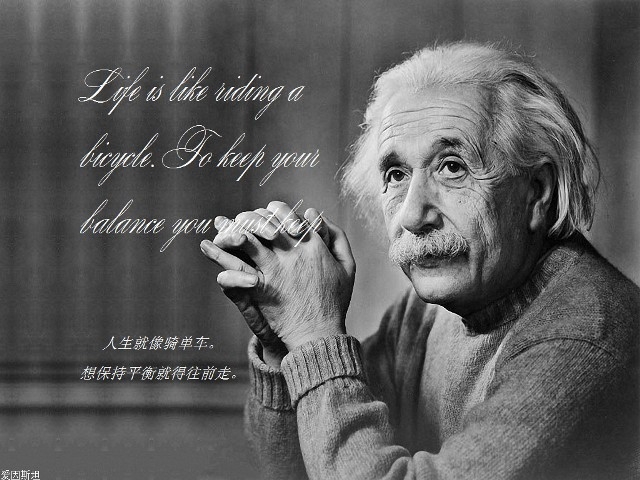 Life is like riding a
bicycle. To keep your
balance you must keep
人生就像骑单车。
想保持平衡就得往前走。
爱因斯坦